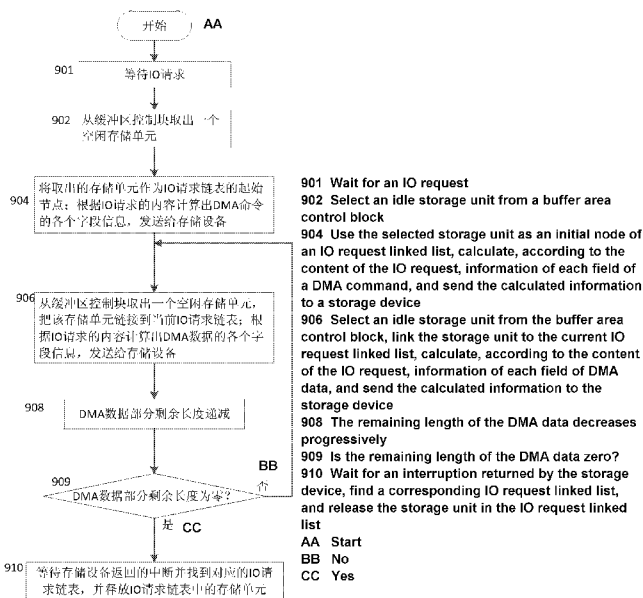 开始
AA
901
等待IO请求
902
从缓冲区控制块取出一个
空闲存储单元
904
将取出的存储单元作为IO请求链表的起始
节点；根据IO请求的内容计算出DMA命令
的各个字段信息，发送给存储设备
906
从缓冲区控制块取出一个空闲存储单元，
把该存储单元链接到当前IO请求链表；根
据IO请求的内容计算出DMA数据的各个字
段信息，发送给存储设备
908
DMA数据部分剩余长度递减
909
DMA数据部分剩余长度为零？
BB
否
是
CC
910
等待存储设备返回的中断并找到对应的IO请
求链表，并释放IO请求链表中的存储单元
901 Wait for an IO request
902 Select an idle storage unit from a buffer area
control block
904 Use the selected storage unit as an initial node of
an IO request linked list, calculate, according to the
content of the IO request, information of each field of
a DMA command, and send the calculated information
to a storage device
906 Select an idle storage unit from the buffer area
control block, link the storage unit to the current IO
request linked list, calculate, according to the content
of the IO request, information of each field of DMA
data, and send the calculated information to the
storage device
908 The remaining length of the DMA data decreases
progressively
909 Is the remaining length of the DMA data zero?
910 Wait for an interruption returned by the storage
device, find a corresponding IO request linked list,
and release the storage unit in the IO request linked
list
AA Start
BB No
CC Yes